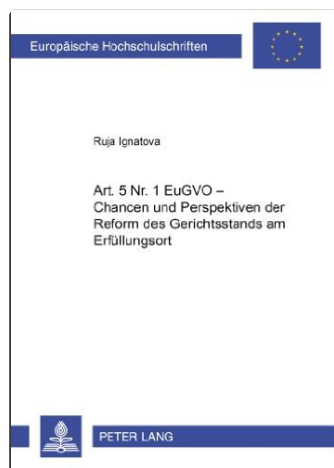 Europäische Hochschulschriften
Ruja Ignatova
Art. 5 Nr. 1 EuGVO –
Chancen und Perspektiven der
Reform des Gerichtsstands am
Erfüllungsort
PETER LANG